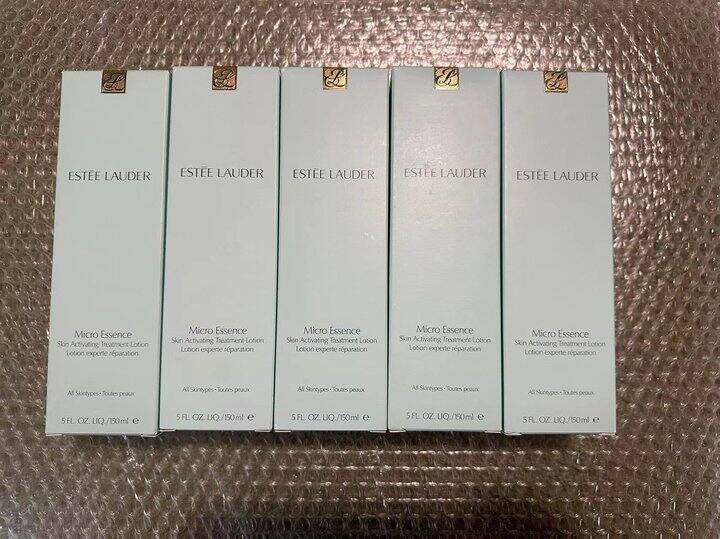 ESTĒE LAUDER
Micro Essence
Skin Activating Treatment Lotion
Lotion experte réparation
All Skintypes • Toutes peaux
5 FL. OZ. LIQ./150 ml ℮
ESTĒE LAUDER
Micro Essence
Skin Activating Treatment Lotion
Lotion experte réparation
All Skintypes • Toutes peaux
5 FL. OZ. LIQ./150 ml ℮
ESTĒE LAUDER
Micro Essence
Skin Activating Treatment Lotion
Lotion experte réparation
All Skintypes • Toutes peaux
5 FL. OZ. LIQ./150 ml ℮
ESTĒE LAUDER
Micro Essence
Skin Activating Treatment Lotion
Lotion experte réparation
All Skintypes • Toutes peaux
5 FL. OZ. LIQ./150 ml ℮
ESTĒE LAUDER
Micro Essence
Skin Activating Treatment Lotion
Lotion experte réparation
All Skintypes • Toutes peaux
5 FL. OZ. LIQ./150 ml ℮